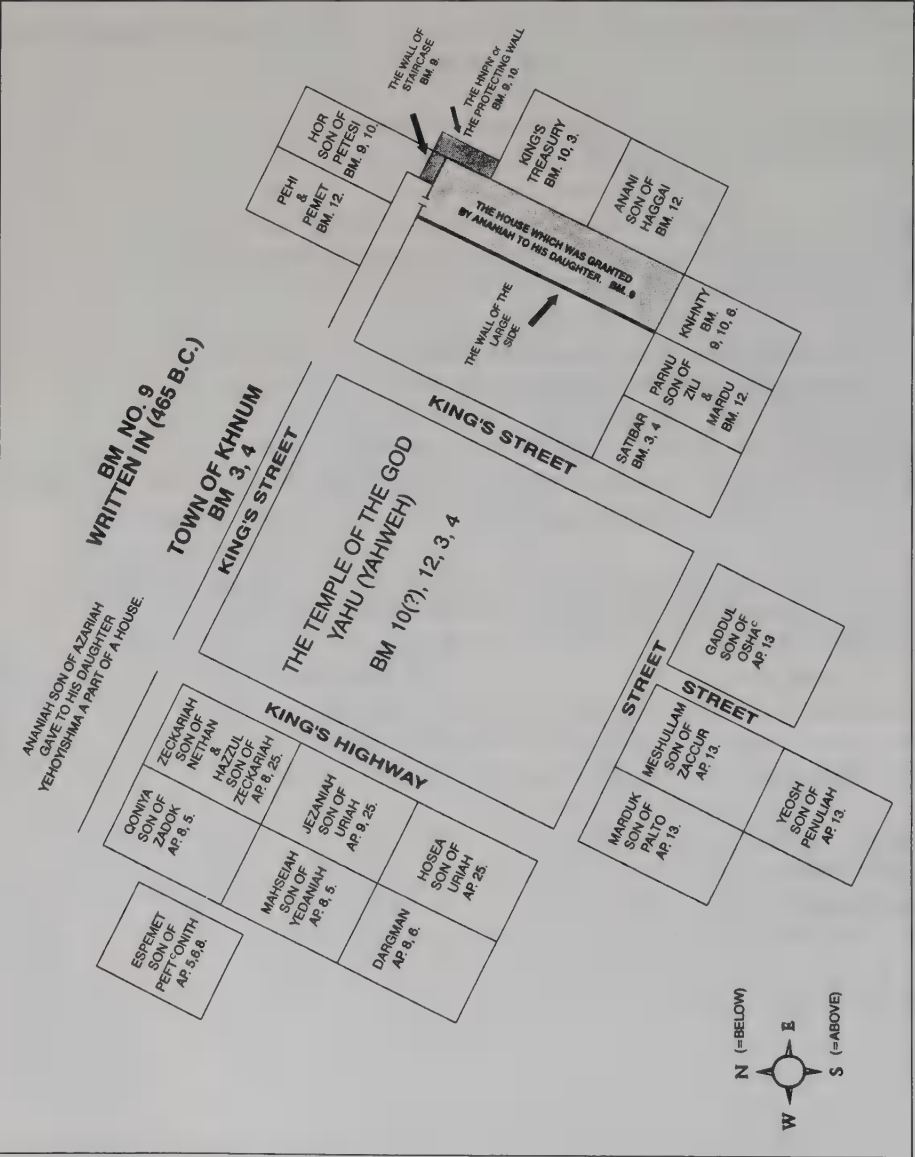 BM NO. 9
WRITTEN IN (465 B.C.)
ANANIAH SON OF AZARIAH
GAVE TO HIS DAUGHTER
YEHOYISHMA A PART OF A HOUSE.
TOWN OF KHNUM
BM 3, 4
KING'S STREET
THE WALL OF
STAIRCASE
BM. 9.
THE HNPNʾ or
THE PROTECTING WALL
BM. 9, 10.
HOR
SON OF
PETESI
BM. 9, 10.
PEHI
&
PEMET
BM. 12.
KING'S
TREASURY
BM. 10, 3.
ANANI
SON OF
HAGGAI
BM. 12.
THE HOUSE WHICH WAS GRANTED
BY ANANIAH TO HIS DAUGHTER. BM. 9
THE WALL OF THE
LARGE
SIDE
KNHNTY
BM.
9, 10, 6.
PARNU
SON OF
ZILI
&
MARDU
BM. 12.
SATIBAR
BM. 3, 4
KING'S STREET
THE TEMPLE OF THE GOD
YAHU (YAHWEH)
BM 10(?), 12, 3, 4
KING'S HIGHWAY
ZECKARIAH
SON OF
NETHAN
&
HAZZUL
SON OF
ZECKARIAH
AP. 8, 25.
QONIYA
SON OF
ZADOK
AP. 8, 5.
JEZANIAH
SON OF
URIAH
AP. 9, 25.
MAHSEIAH
SON OF
YEDANIAH
AP. 8, 5.
HOSEA
SON OF
URIAH
AP. 25.
DARGMAN
AP. 8, 6.
ESPEMET
SON OF
PEFTᶜONITH
AP. 5,8,6.
STREET
STREET
GADDUL
SON OF
OSHAᶜ
AP. 13
MESHULLAM
SON OF
ZACCUR
AP. 13.
MARDUK
SON OF
PALTO
AP. 13.
YEOSH
SON OF
PENULIAH
AP. 13.
N (=BELOW)
W E
S (=ABOVE)